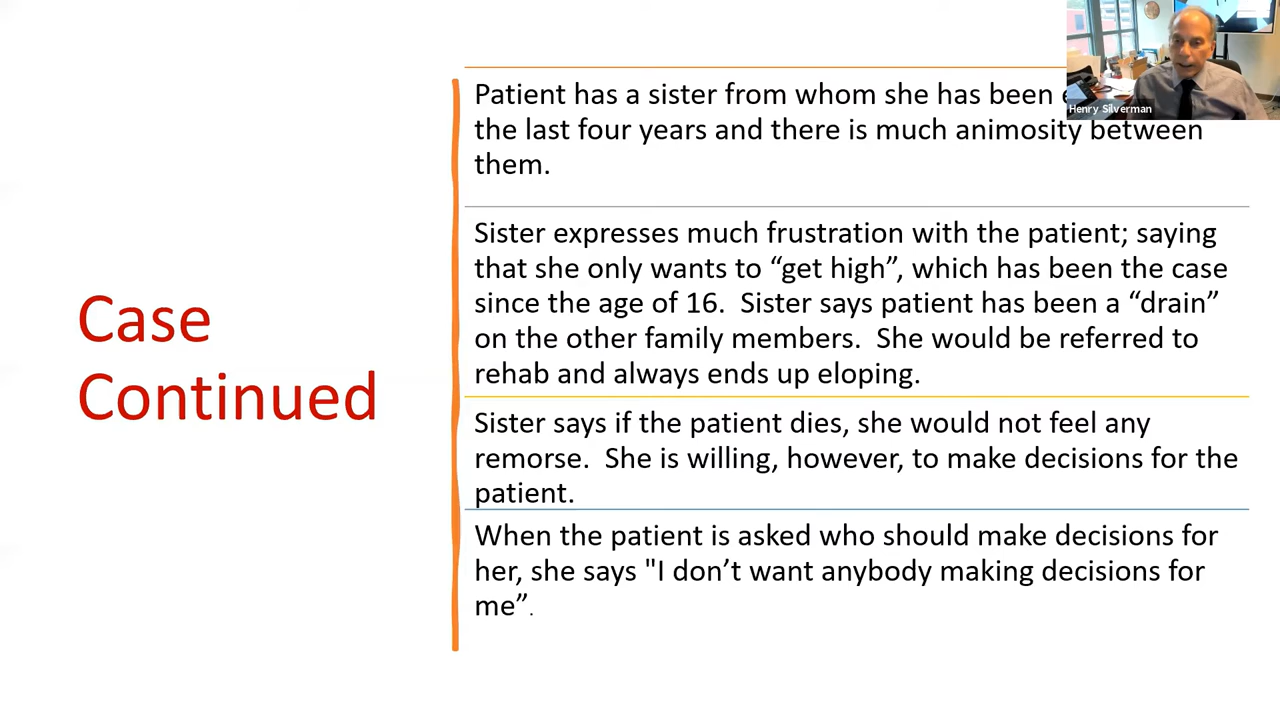 Patient has a sister from whom she has been
the last four years and there is much animosity between
them.
Henry Silverman
Sister expresses much frustration with the patient; saying
that she only wants to “get high”, which has been the case
since the age of 16.  Sister says patient has been a “drain”
on the other family members.  She would be referred to
rehab and always ends up eloping.
Case
Continued
Sister says if the patient dies, she would not feel any
remorse.  She is willing, however, to make decisions for the
patient.
When the patient is asked who should make decisions for
her, she says "I don’t want anybody making decisions for
me”.